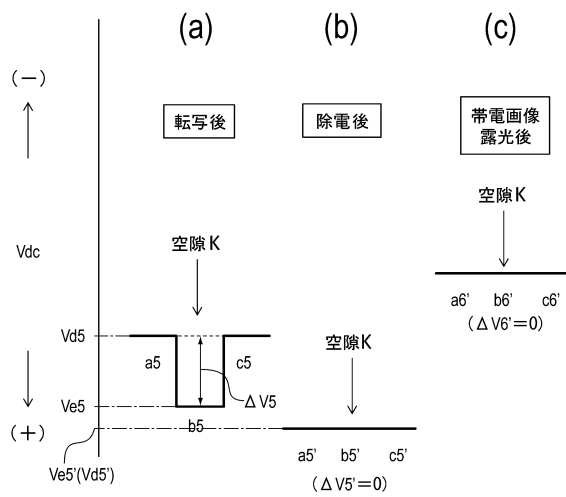 (a)
(b)
(c)
(−)
転写後
除電後
帯電画像
露光後
空隙K
空隙K
空隙K
Vdc
a6' b6' c6'
(ΔV6'=0)
Vd5
a5
c5
ΔV5
Ve5
b5
(+)
Ve5'(Vd5')
a5' b5' c5'
(ΔV5'=0)